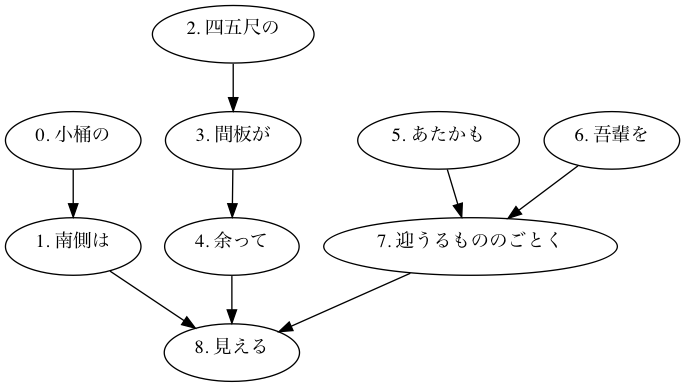 2. 四五尺の
0. 小桶の
3. 間板が
5. あたかも
6. 吾輩を
1. 南側は
4. 余って
7. 迎うるもののごとく
8. 見える